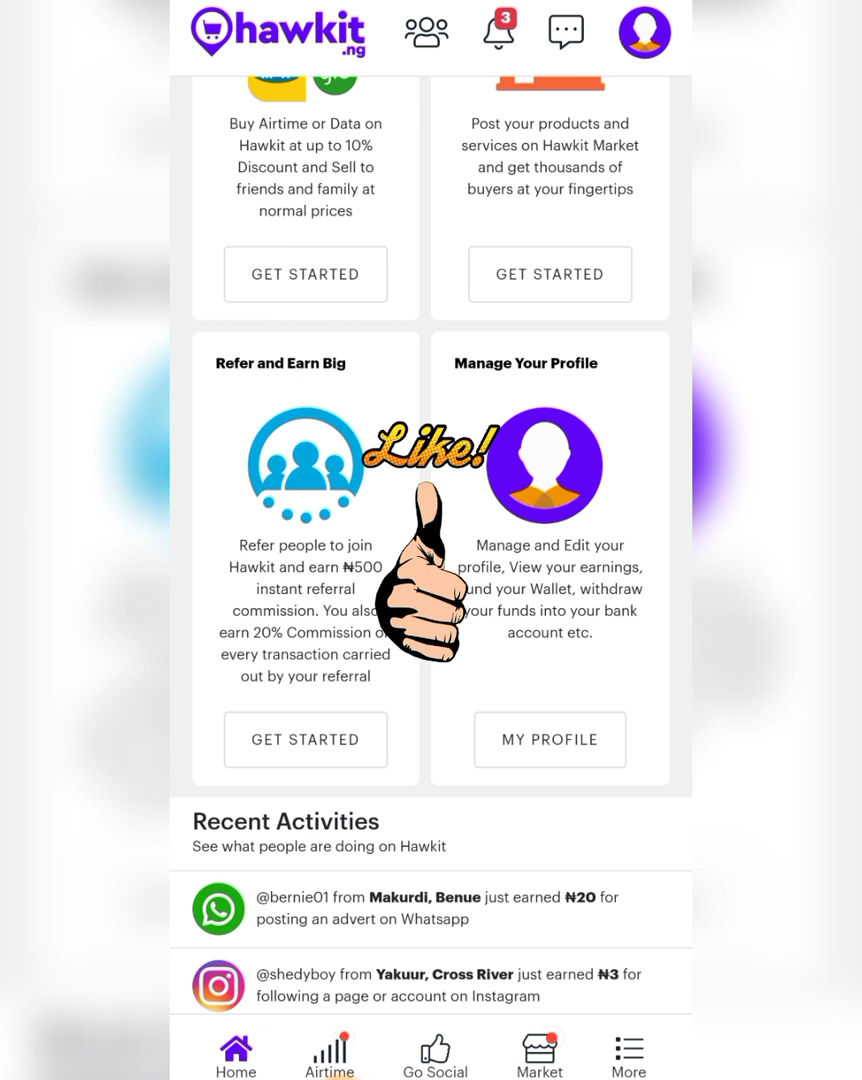 hawkit
.ng
3
Buy Airtime or Data on
Hawkit at up to 10%
Discount and Sell to
friends and family at
normal prices
GET STARTED
Post your products and
services on Hawkit Market
and get thousands of
buyers at your fingertips
GET STARTED
Refer and Earn Big
Refer people to join
Hawkit and earn ₦500
instant referral
commission. You also
earn 20% Commission
every transaction carried
out by your referral
GET STARTED
Like!
Manage Your Profile
Manage and Edit your
profile, View your earnings,
your Wallet, withdraw
your funds into your bank
account etc.
MY PROFILE
Recent Activities
See what people are doing on Hawkit
@bernie01 from Makurdi, Benue just earned ₦20 for
posting an advert on Whatsapp
@shedyboy from Yakuur, Cross River just earned ₦3 for
following a page or account on Instagram
Home
Airtime
Go Social
Market
More